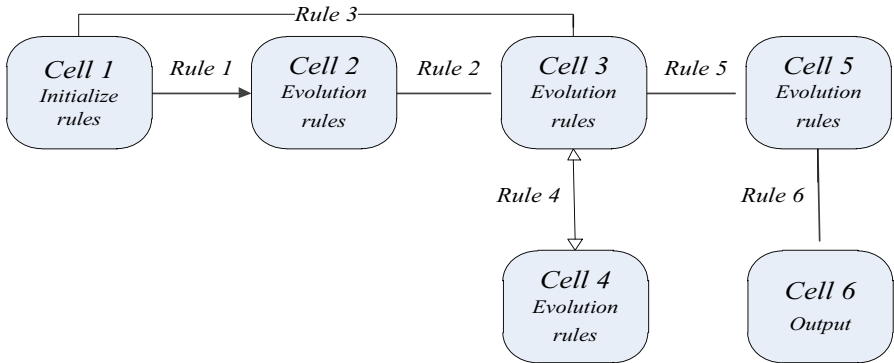 Rule 3
Cell 1
Initialize
rules
Rule 1
Cell 2
Evolution
rules
Rule 2
Cell 3
Evolution
rules
Rule 5
Cell 5
Evolution
rules
Rule 4
Rule 6
Cell 4
Evolution
rules
Cell 6
Output